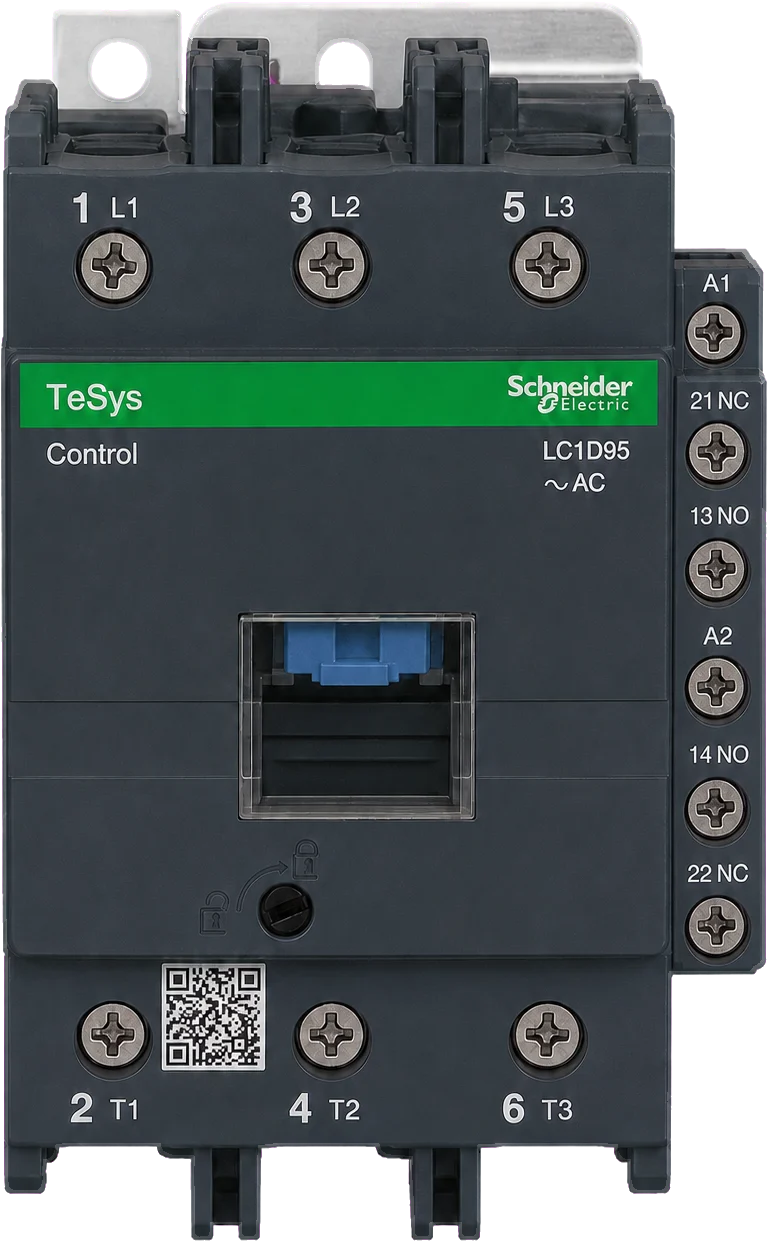 1 L1 3 L2 5 L3
A1
TeSys Schneider Electric
21 NC
Control LC1D95
~ AC
13 NO
A2
14 NO
22 NC
2 T1 4 T2 6 T3